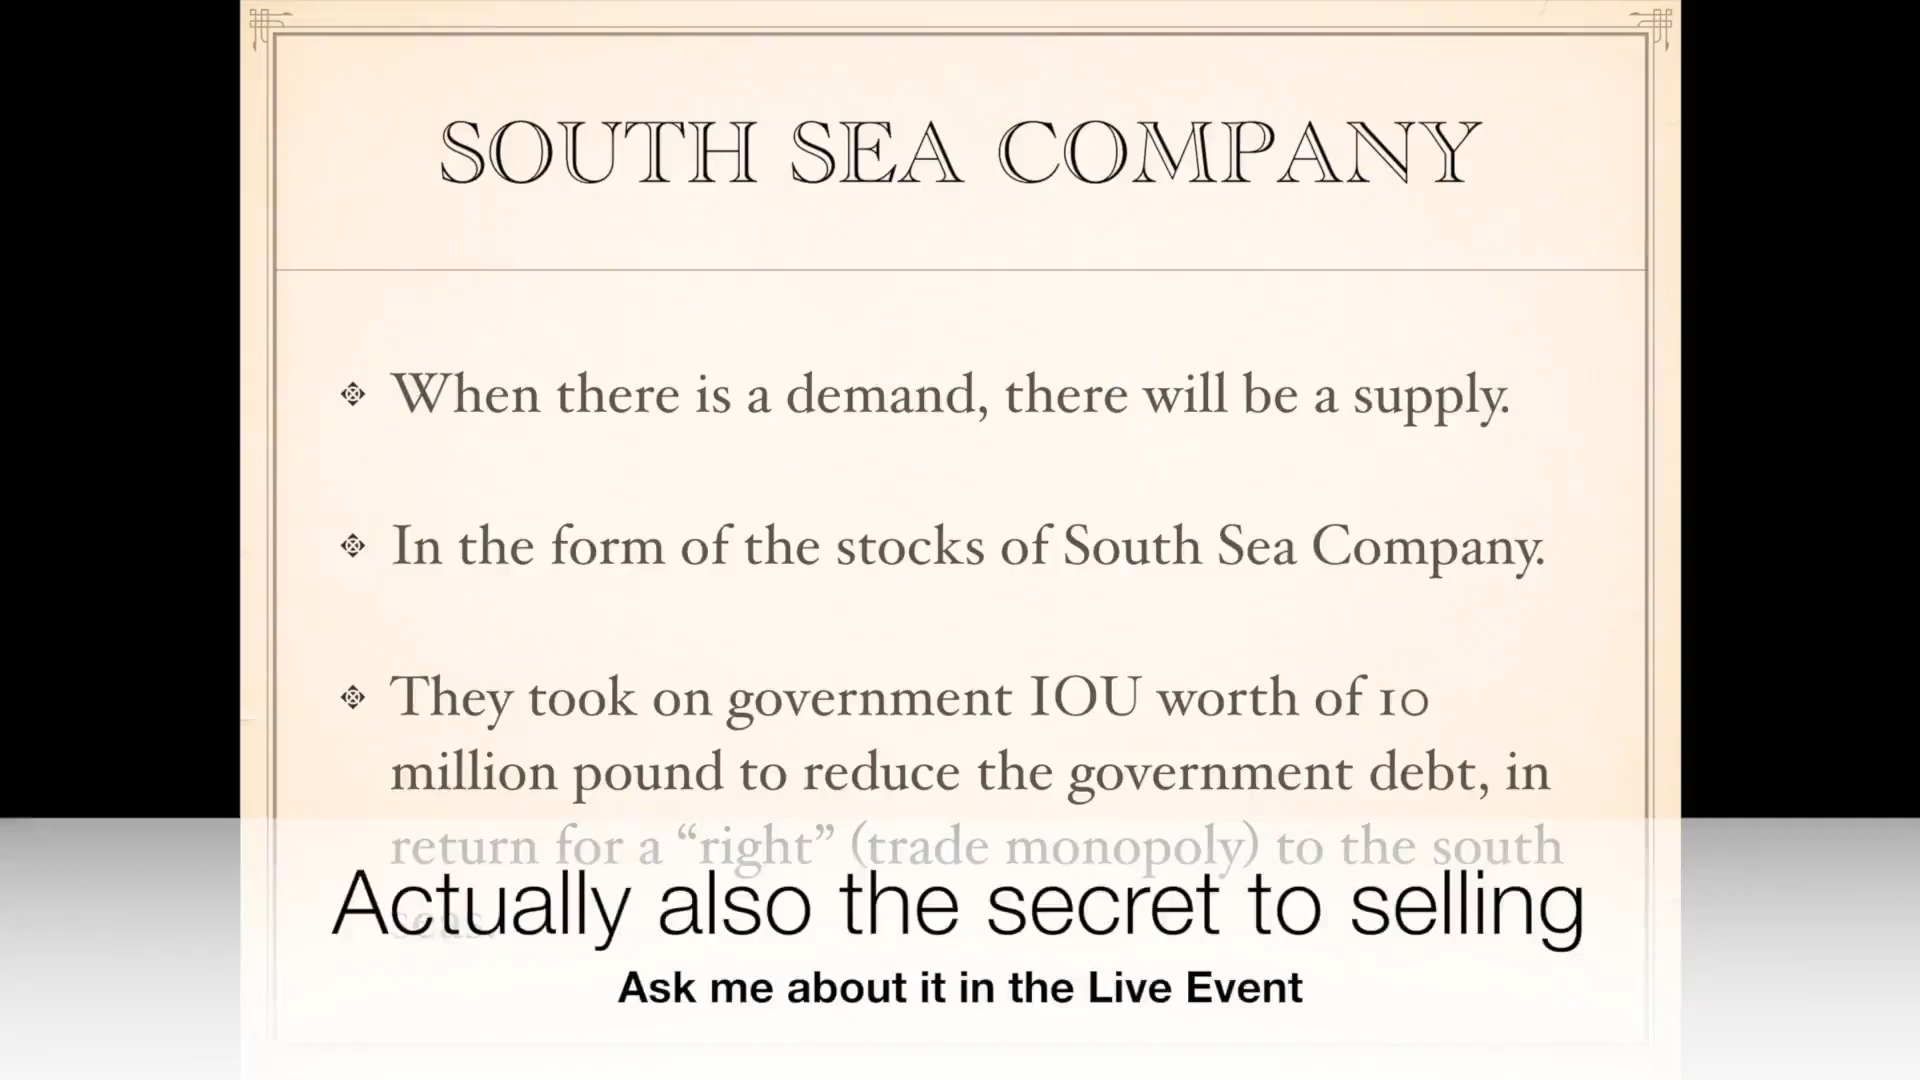 SOUTH SEA COMPANY
When there is a demand, there will be a supply.
In the form of the stocks of South Sea Company.
They took on government IOU worth of 10
million pound to reduce the government debt, in
return for a “right” (trade monopoly) to the south
Actually also the secret to selling
Ask me about it in the Live Event